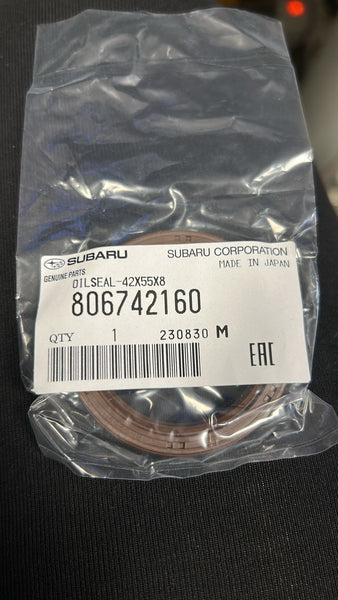 SUBARU SUBARU CORPORATION
GENUINE PARTS MADE IN JAPAN
OILSEAL-42X55X8
806742160
QTY 1 230830 M
EAC